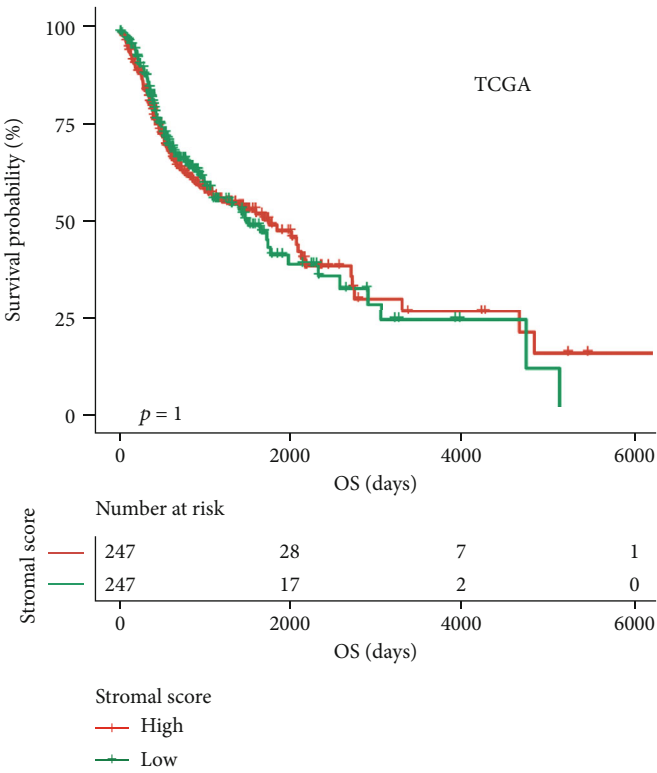 100
75
50
25
0
Survival probability (%)
TCGA
p = 1
0 2000 4000 6000
OS (days)
Number at risk
Stromal score
247 28 7 1
247 17 2 0
0 2000 4000 6000
OS (days)
Stromal score
High
Low